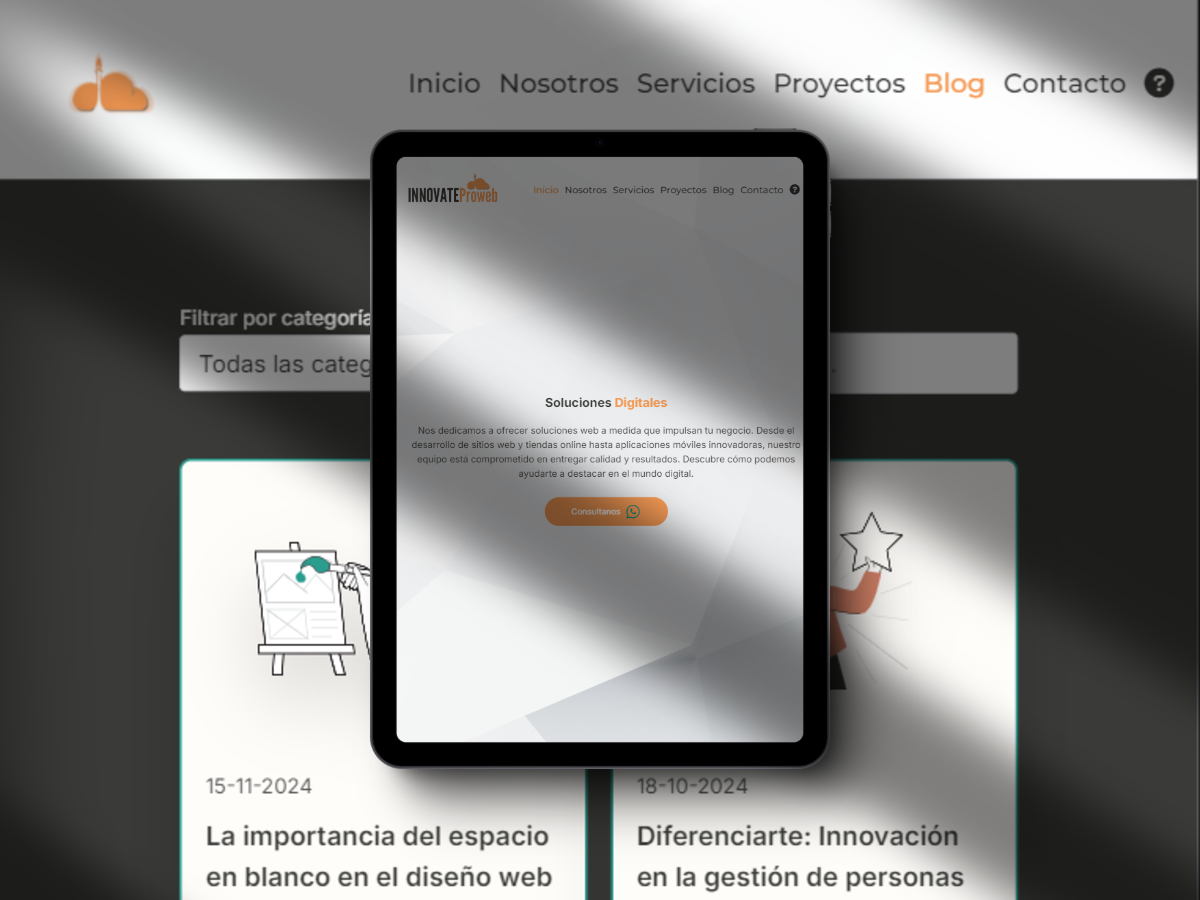 Inicio Nosotros Servicios Proyectos Blog Contacto ?
INNOVATEProweb
Inicio Nosotros Servicios Proyectos Blog Contacto ?
Filtrar por categoría
Todas las categ
Soluciones Digitales
Nos dedicamos a ofrecer soluciones web a medida que impulsan tu negocio. Desde el
desarrollo de sitios web y tiendas online hasta aplicaciones móviles innovadoras, nuestro
equipo está comprometido en entregar calidad y resultados. Descubre cómo podemos
ayudarte a destacar en el mundo digital.
Consultanos
15-11-2024
La importancia del espacio
en blanco en el diseño web
18-10-2024
Diferenciarte: Innovación
en la gestión de personas